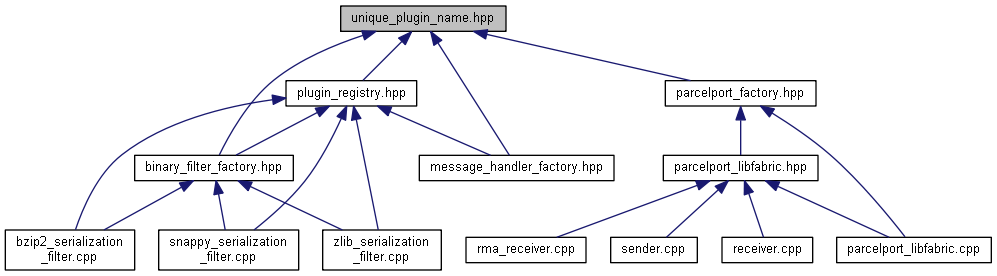 unique_plugin_name.hpp
plugin_registry.hpp
parcelport_factory.hpp
binary_filter_factory.hpp
message_handler_factory.hpp
parcelport_libfabric.hpp
bzip2_serialization
_filter.cpp
snappy_serialization
_filter.cpp
zlib_serialization
_filter.cpp
rma_receiver.cpp
sender.cpp
receiver.cpp
parcelport_libfabric.cpp